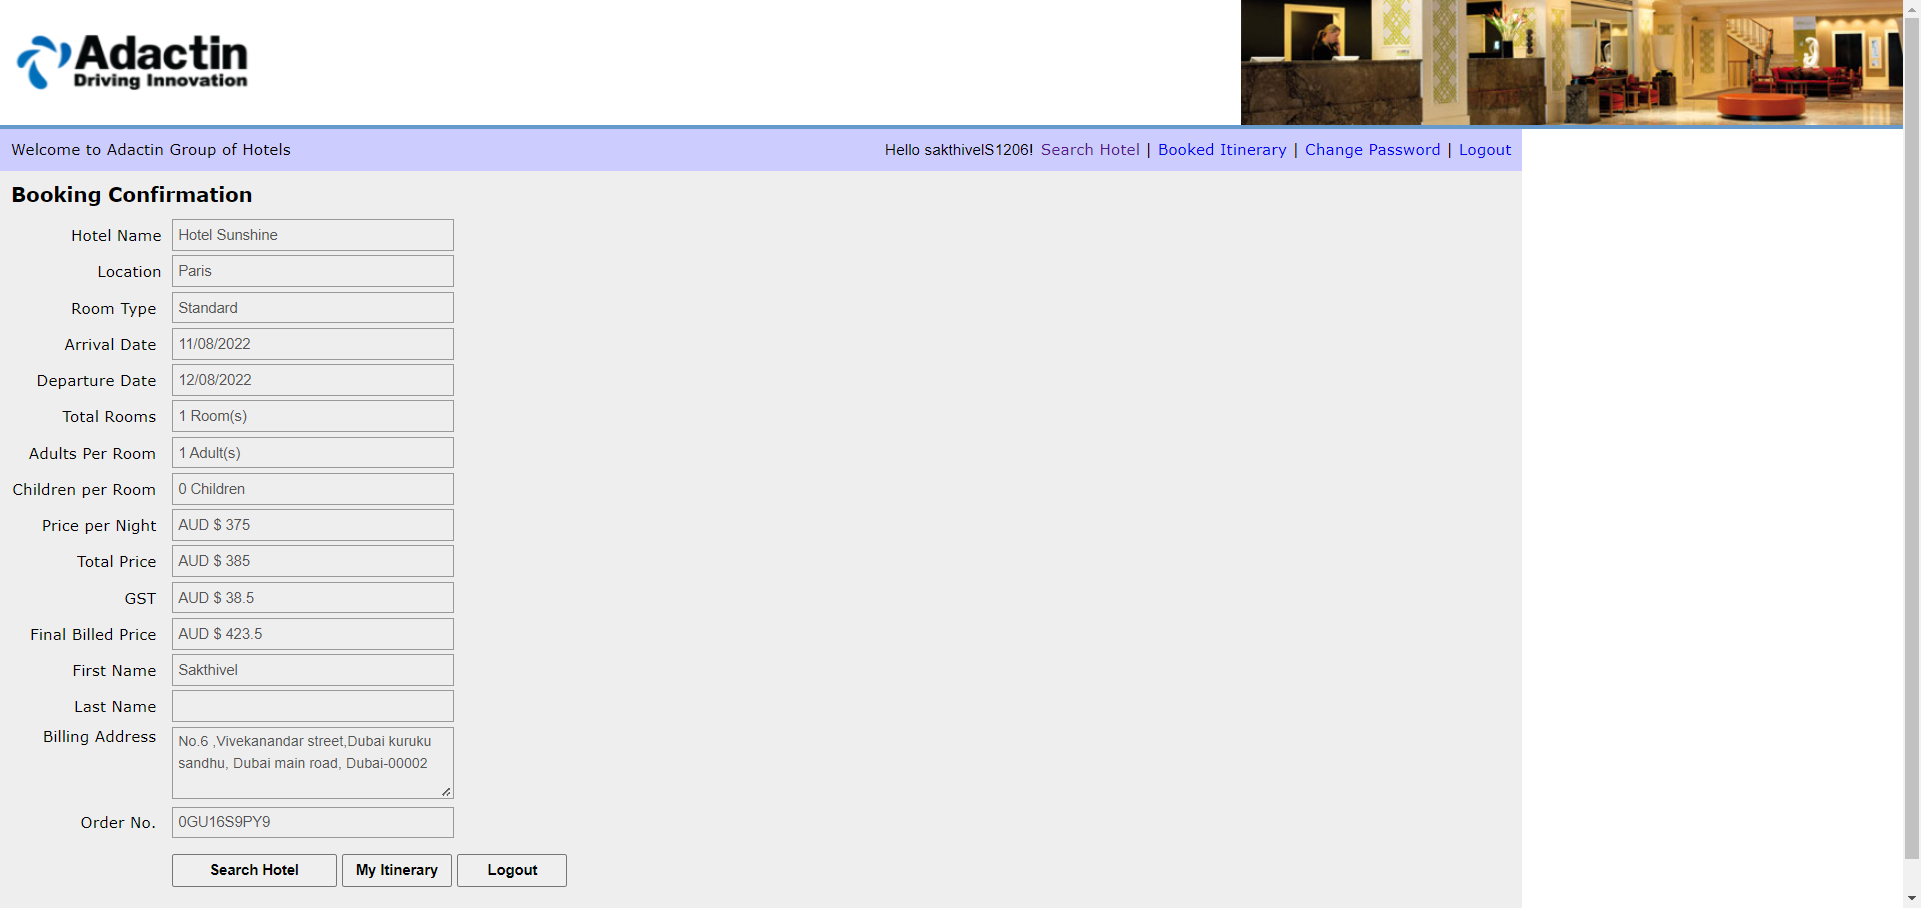 Adactin
Driving Innovation
Welcome to Adactin Group of Hotels
Hello sakthivelS1206! Search Hotel | Booked Itinerary | Change Password | Logout
Booking Confirmation
Hotel Name Hotel Sunshine
Location Paris
Room Type Standard
Arrival Date 11/08/2022
Departure Date 12/08/2022
Total Rooms 1 Room(s)
Adults Per Room 1 Adult(s)
Children per Room 0 Children
Price per Night AUD $ 375
Total Price AUD $ 385
GST AUD $ 38.5
Final Billed Price AUD $ 423.5
First Name Sakthivel
Last Name
Billing Address No.6 ,Vivekanandar street,Dubai kuruku
sandhu, Dubai main road, Dubai-00002
Order No. 0GU16S9PY9
Search Hotel My Itinerary Logout